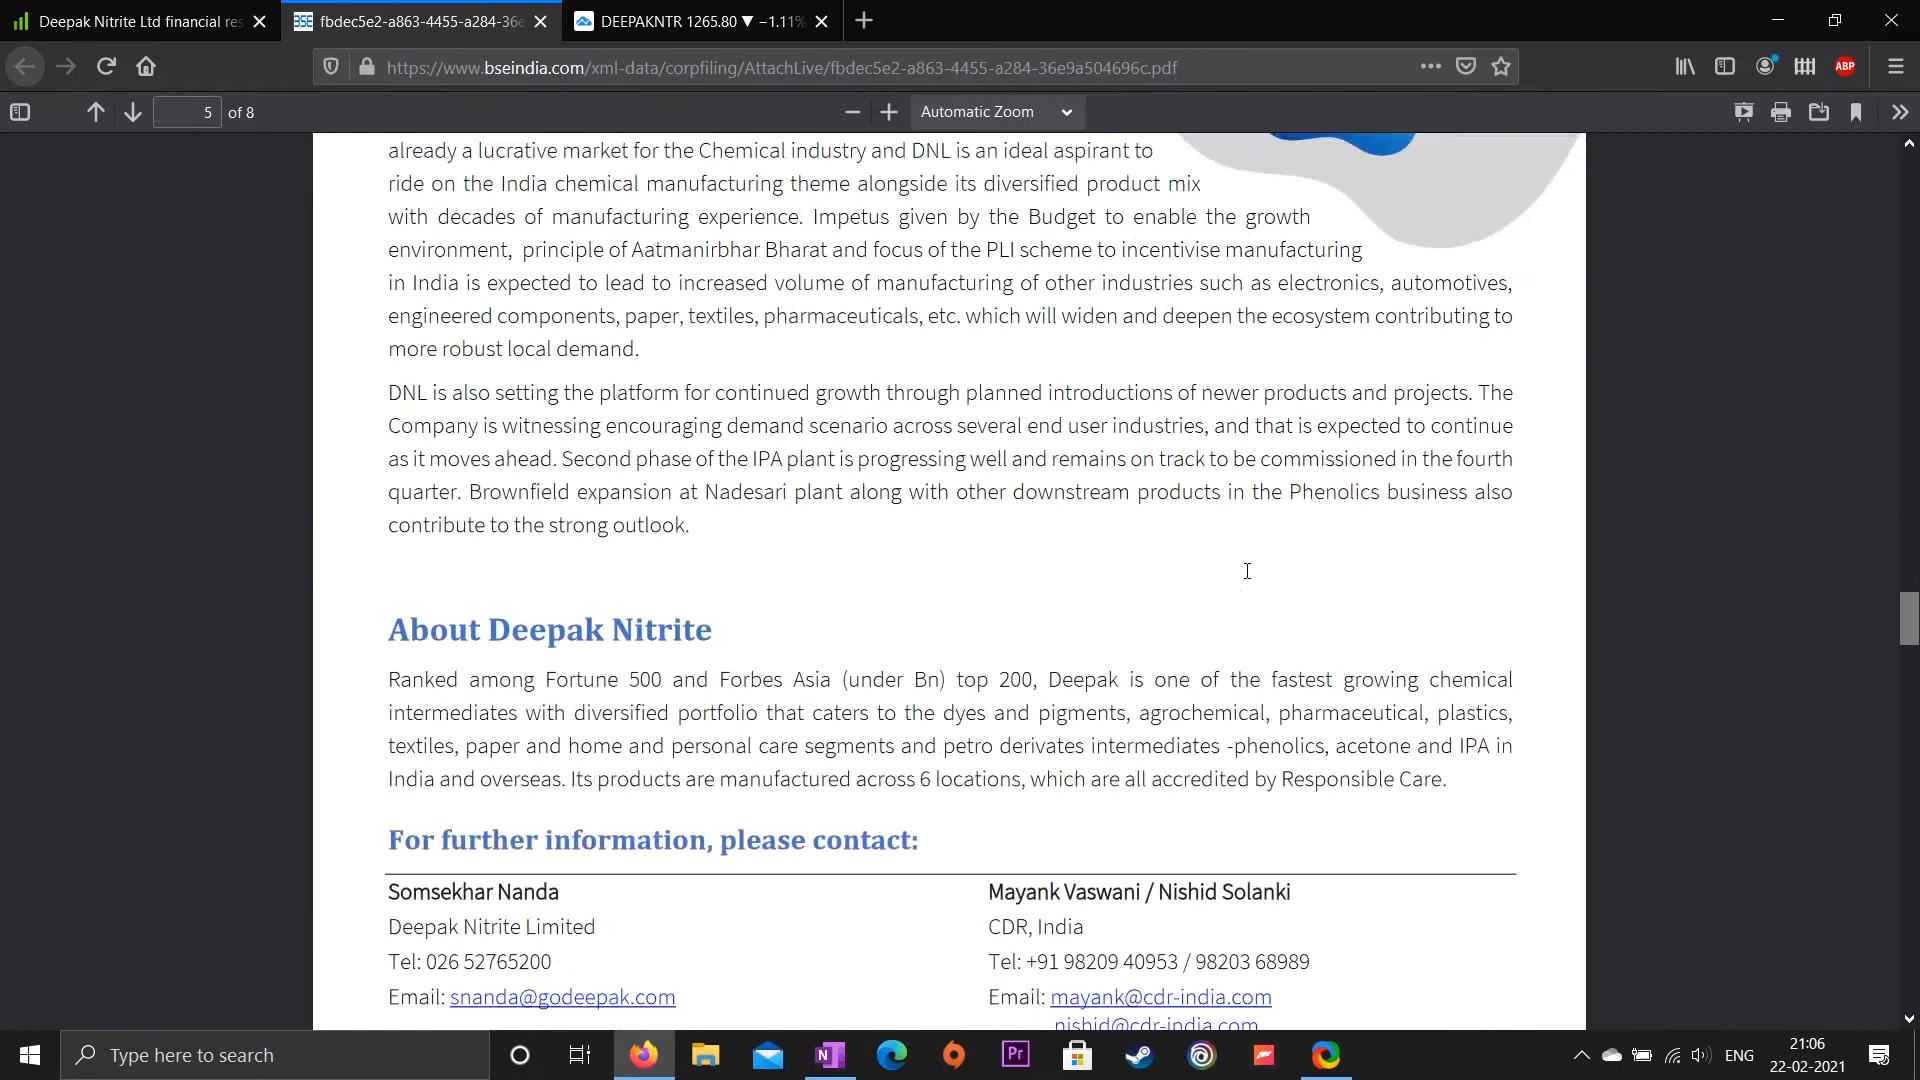 Deepak Nitrite Ltd financial res
BSE fbdec5e2-a863-4455-a284-36e
DEEPAKNTR 1265.80 ▼ −1.11%
https://www.bseindia.com/xml-data/corpfiling/AttachLive/fbdec5e2-a863-4455-a284-36e9a504696c.pdf
ABP
5 of 8
Automatic Zoom
already a lucrative market for the Chemical industry and DNL is an ideal aspirant to
ride on the India chemical manufacturing theme alongside its diversified product mix
with decades of manufacturing experience. Impetus given by the Budget to enable the growth
environment, principle of Aatmanirbhar Bharat and focus of the PLI scheme to incentivise manufacturing
in India is expected to lead to increased volume of manufacturing of other industries such as electronics, automotives,
engineered components, paper, textiles, pharmaceuticals, etc. which will widen and deepen the ecosystem contributing to
more robust local demand.
DNL is also setting the platform for continued growth through planned introductions of newer products and projects. The
Company is witnessing encouraging demand scenario across several end user industries, and that is expected to continue
as it moves ahead. Second phase of the IPA plant is progressing well and remains on track to be commissioned in the fourth
quarter. Brownfield expansion at Nadesari plant along with other downstream products in the Phenolics business also
contribute to the strong outlook.
About Deepak Nitrite
Ranked among Fortune 500 and Forbes Asia (under Bn) top 200, Deepak is one of the fastest growing chemical
intermediates with diversified portfolio that caters to the dyes and pigments, agrochemical, pharmaceutical, plastics,
textiles, paper and home and personal care segments and petro derivates intermediates -phenolics, acetone and IPA in
India and overseas. Its products are manufactured across 6 locations, which are all accredited by Responsible Care.
For further information, please contact:
Somsekhar Nanda
Deepak Nitrite Limited
Tel: 026 52765200
Email: snanda@godeepak.com
Mayank Vaswani / Nishid Solanki
CDR, India
Tel: +91 98209 40953 / 98203 68989
Email: mayank@cdr-india.com
nishid@cdr-india.com
Type here to search
N
Pr
ENG
21:06
22-02-2021